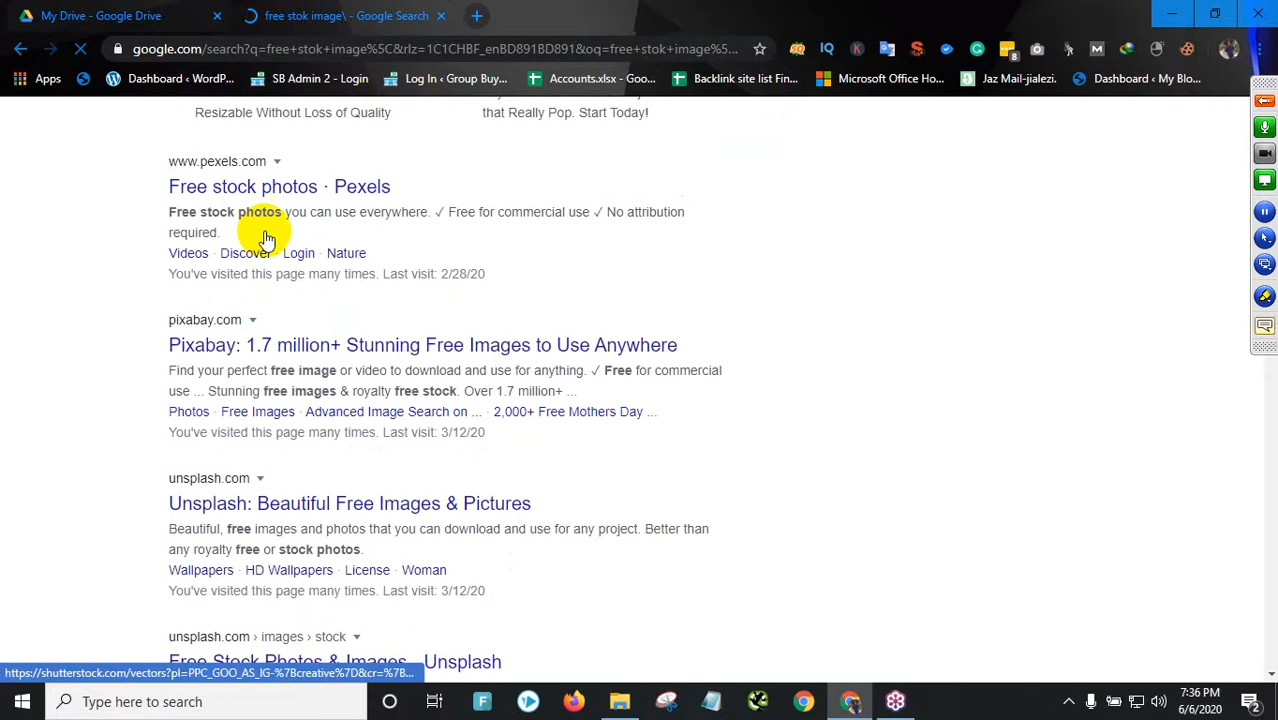 My Drive - Google Drive
free stok image\ - Google Search
google.com/search?q=free+stok+image%5C&rlz=1C1CHBF_enBD891BD891&oq=free+stok+image%5...
8
Apps
Dashboard ‹ WordP...
SB Admin 2 - Login
Log In ‹ Group Buy...
Accounts.xlsx - Goo...
Backlink site list Fin...
Microsoft Office Ho...
Jaz Mail-jialezi.
Dashboard ‹ My Blo...
Resizable Without Loss of Quality
that Really Pop. Start Today!
www.pexels.com
Free stock photos · Pexels
Free stock photos you can use everywhere. ✓ Free for commercial use ✓ No attribution
required.
Videos · Discover · Login · Nature
You've visited this page many times. Last visit: 2/28/20
pixabay.com
Pixabay: 1.7 million+ Stunning Free Images to Use Anywhere
Find your perfect free image or video to download and use for anything. ✓ Free for commercial
use ... Stunning free images & royalty free stock. Over 1.7 million+ ...
Photos · Free Images · Advanced Image Search on ... · 2,000+ Free Mothers Day ...
You've visited this page many times. Last visit: 3/12/20
unsplash.com
Unsplash: Beautiful Free Images & Pictures
Beautiful, free images and photos that you can download and use for any project. Better than
any royalty free or stock photos.
Wallpapers · HD Wallpapers · License · Woman
You've visited this page many times. Last visit: 3/12/20
unsplash.com › images › stock
Free Stock Photos & Images - Unsplash
https://shutterstock.com/vectors?pl=PPC_GOO_AS_IG-%7Bcreative%7D&cr=%7B...
Type here to search
7:36 PM
6/6/2020
2